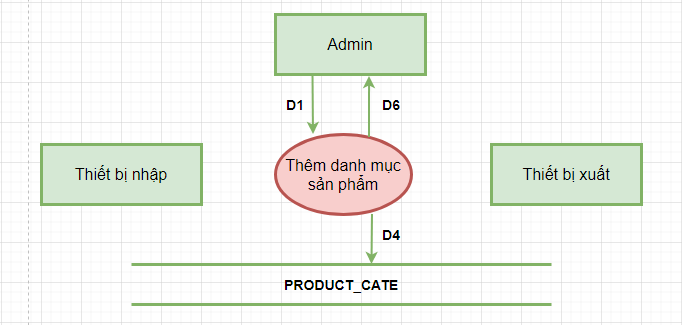 Admin
D1
D6
Thiết bị nhập
Thêm danh mục
sản phẩm
Thiết bị xuất
D4
PRODUCT_CATE